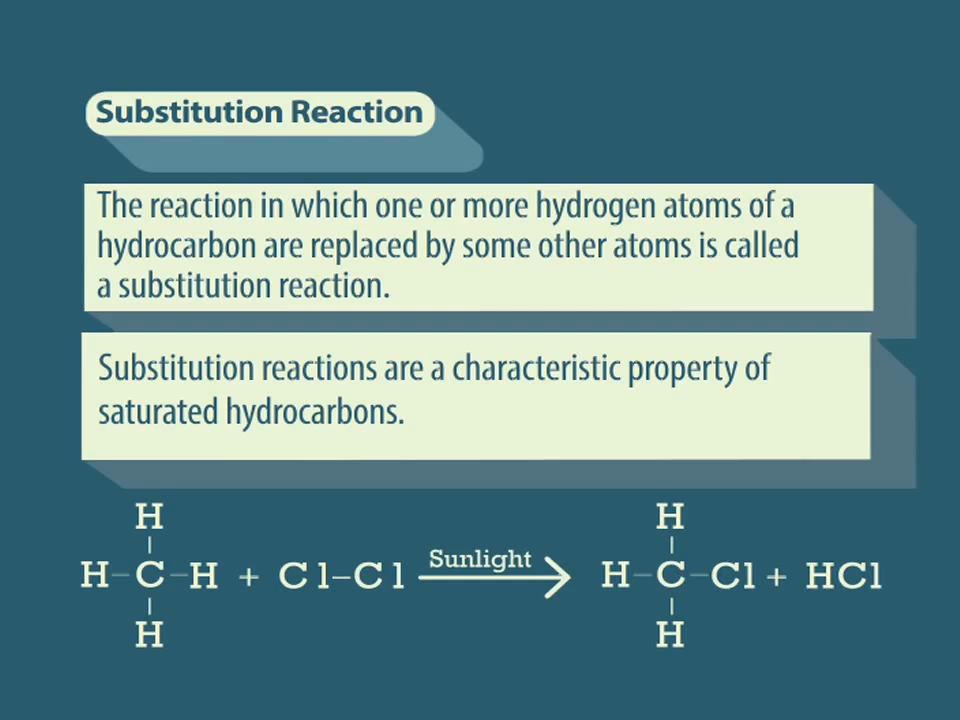 Substitution Reaction
The reaction in which one or more hydrogen atoms of a
hydrocarbon are replaced by some other atoms is called
a substitution reaction.
Substitution reactions are a characteristic property of
saturated hydrocarbons.
H H
Sunlight
H–C–H + Cl–Cl H–C–Cl + HCl
H H